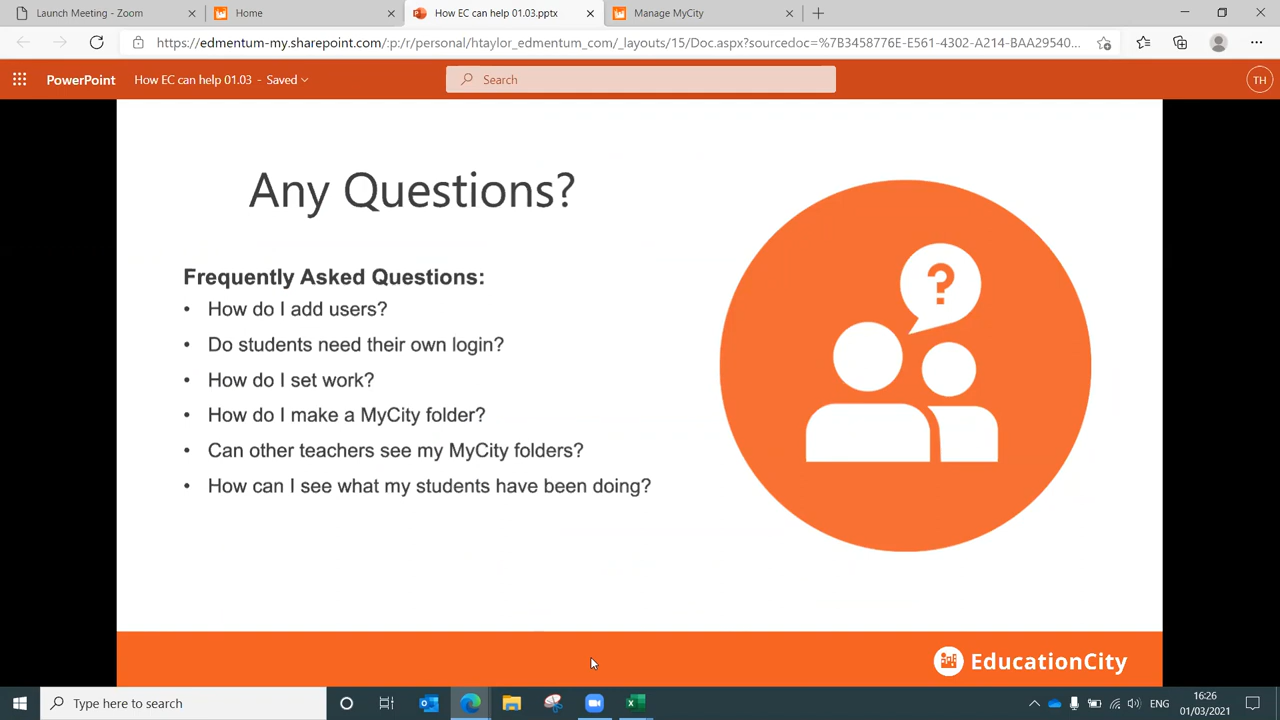 Launch Meeting - Zoom
Home
How EC can help 01.03.pptx
Manage MyCity
https://edmentum-my.sharepoint.com/:p:/r/personal/htaylor_edmentum_com/_layouts/15/Doc.aspx?sourcedoc=%7B3458776E-E561-4302-A214-BAA29540...
PowerPoint
How EC can help 01.03 - Saved
Search
TH
Any Questions?
Frequently Asked Questions:
• How do I add users?
• Do students need their own login?
• How do I set work?
• How do I make a MyCity folder?
• Can other teachers see my MyCity folders?
• How can I see what my students have been doing?
?
EducationCity
Type here to search
ENG
16:26
01/03/2021